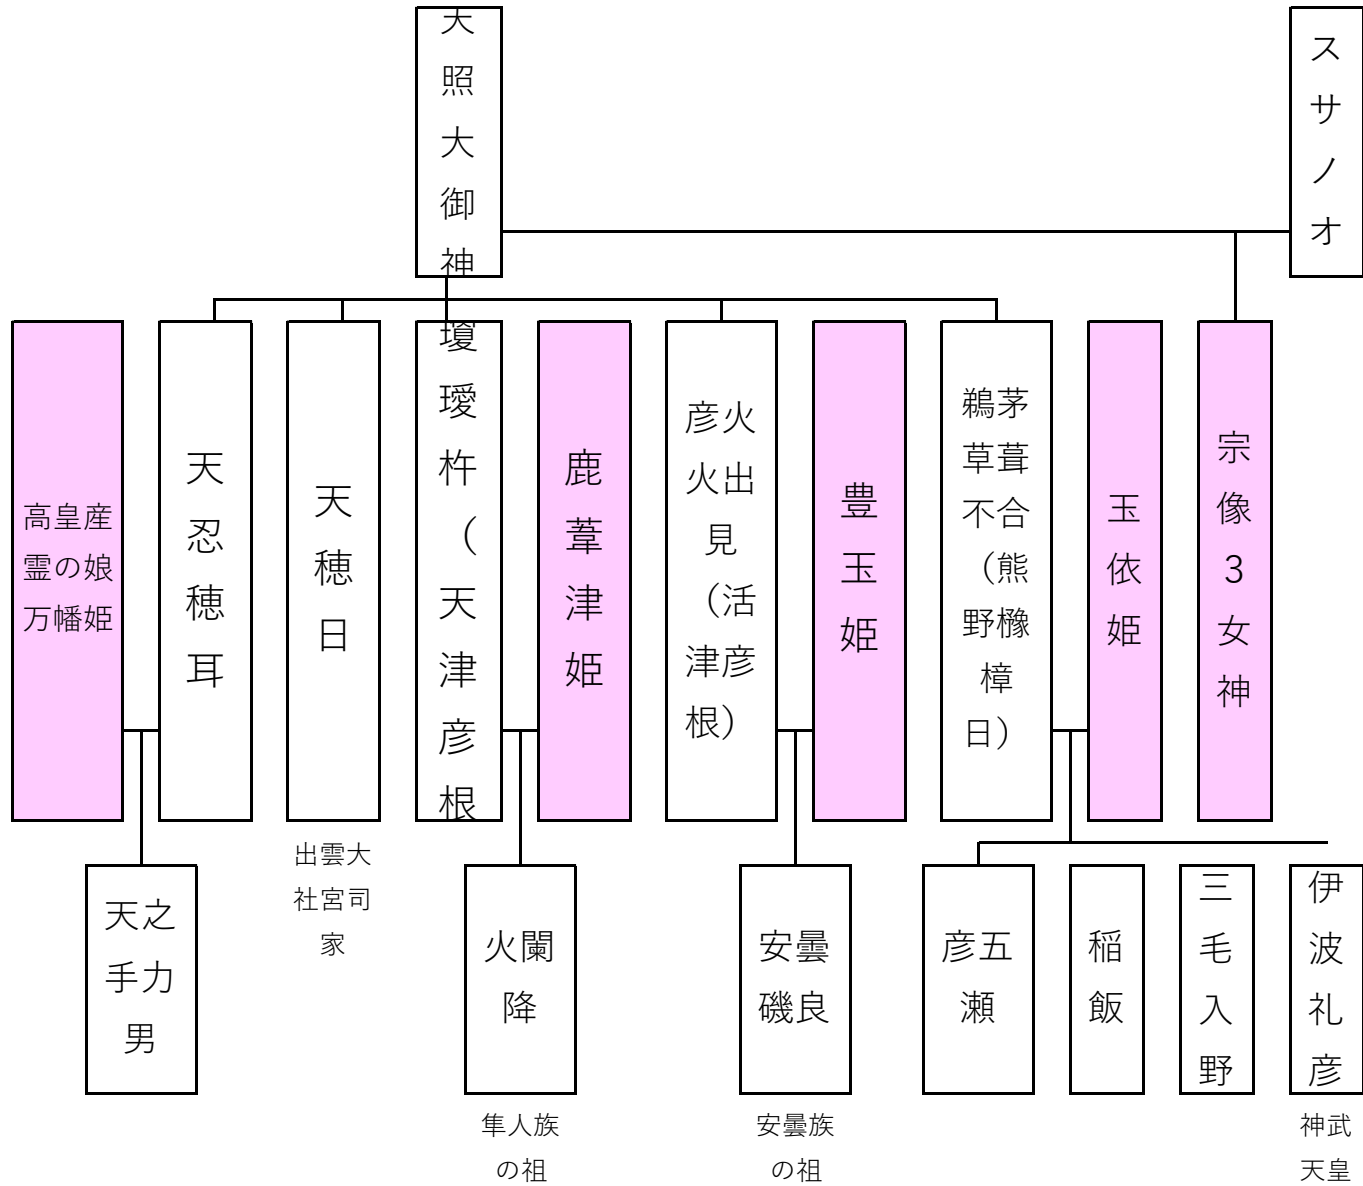 天照大御神
スサノオ
高皇産
霊の娘
万幡姫
天忍穂耳
天穂日
瓊瓊杵（天津彦根
鹿葦津姫
彦火
火出
見
（活
津彦
根）
豊玉姫
鵜茅
草葺
不合
（熊
野櫲
樟
日）
玉依姫
宗像3女神
出雲大
社宮司
家
天之
手力
男
火闌
降
安曇
磯良
彦五
瀬
稲飯
三毛入野
伊波礼彦
隼人族
の祖
安曇族
の祖
神武
天皇